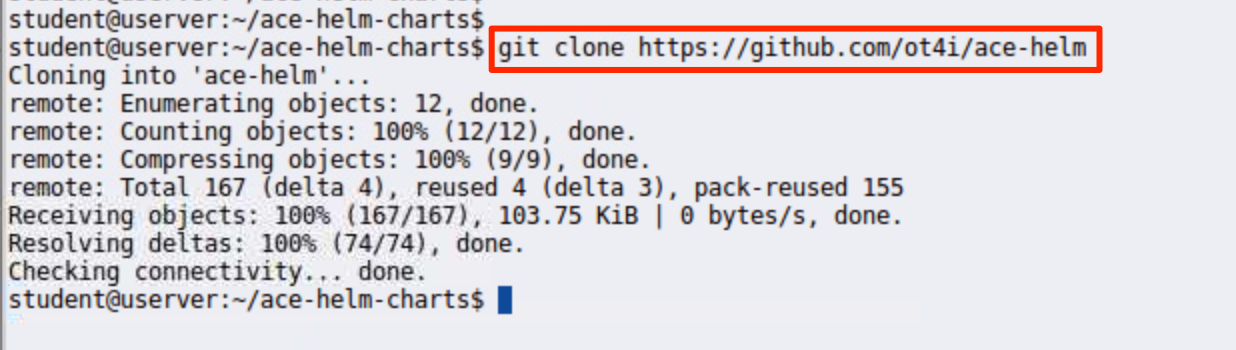 student@userver:~/ace-helm-charts$
student@userver:~/ace-helm-charts$ git clone https://github.com/ot4i/ace-helm
Cloning into 'ace-helm'...
remote: Enumerating objects: 12, done.
remote: Counting objects: 100% (12/12), done.
remote: Compressing objects: 100% (9/9), done.
remote: Total 167 (delta 4), reused 4 (delta 3), pack-reused 155
Receiving objects: 100% (167/167), 103.75 KiB | 0 bytes/s, done.
Resolving deltas: 100% (74/74), done.
Checking connectivity... done.
student@userver:~/ace-helm-charts$